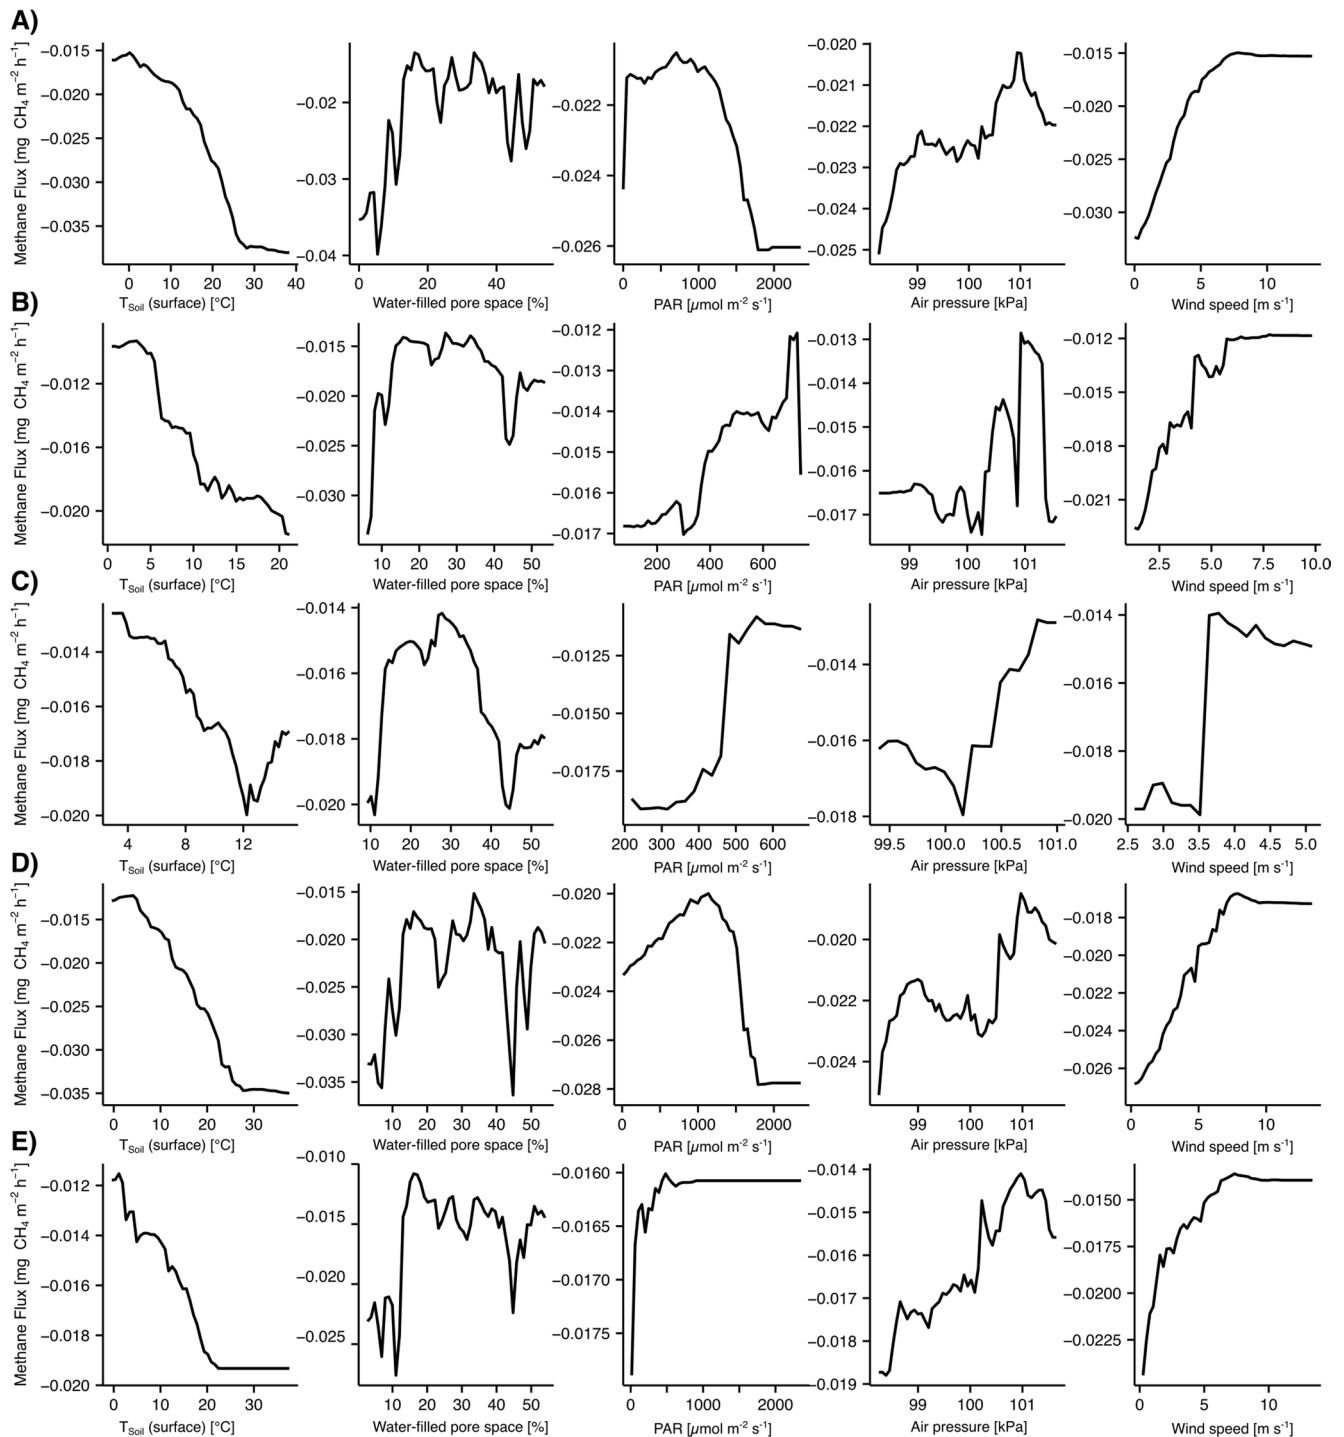 A)
Methane Flux [mg CH4 m−2 h−1]
−0.015
−0.020
−0.025
−0.030
−0.035
0 10 20 30 40
TSoil (surface) [°C]
−0.02
−0.03
−0.04
0 20 40
Water-filled pore space [%]
−0.022
−0.024
−0.026
0 1000 2000
PAR [µmol m-2 s-1]
−0.020
−0.021
−0.022
−0.023
−0.024
−0.025
99 100 101
Air pressure [kPa]
−0.015
−0.020
−0.025
−0.030
0 5 10
Wind speed [m s-1]
B)
Methane Flux [mg CH4 m−2 h−1]
−0.012
−0.016
−0.020
0 5 10 15 20
TSoil (surface) [°C]
−0.015
−0.020
−0.025
−0.030
10 20 30 40 50
Water-filled pore space [%]
−0.012
−0.013
−0.014
−0.015
−0.016
−0.017
200 400 600
PAR [µmol m-2 s-1]
−0.013
−0.014
−0.015
−0.016
−0.017
99 100 101
Air pressure [kPa]
−0.012
−0.015
−0.018
−0.021
2.5 5.0 7.5 10.0
Wind speed [m s-1]
C)
Methane Flux [mg CH4 m−2 h−1]
−0.014
−0.016
−0.018
−0.020
4 8 12
TSoil (surface) [°C]
−0.014
−0.016
−0.018
−0.020
10 20 30 40 50
Water-filled pore space [%]
−0.0125
−0.0150
−0.0175
200 300 400 500 600
PAR [µmol m-2 s-1]
−0.014
−0.016
−0.018
99.5 100.0 100.5 101.0
Air pressure [kPa]
−0.014
−0.016
−0.018
−0.020
2.5 3.0 3.5 4.0 4.5 5.0
Wind speed [m s-1]
D)
Methane Flux [mg CH4 m−2 h−1]
−0.015
−0.020
−0.025
−0.030
−0.035
0 10 20 30
TSoil (surface) [°C]
−0.015
−0.020
−0.025
−0.030
−0.035
10 20 30 40 50
Water-filled pore space [%]
−0.020
−0.022
−0.024
−0.026
−0.028
0 1000 2000
PAR [µmol m-2 s-1]
−0.020
−0.022
−0.024
99 100 101
Air pressure [kPa]
−0.018
−0.020
−0.022
−0.024
−0.026
0 5 10
Wind speed [m s-1]
E)
Methane Flux [mg CH4 m−2 h−1]
−0.012
−0.014
−0.016
−0.018
−0.020
0 10 20 30
TSoil (surface) [°C]
−0.010
−0.015
−0.020
−0.025
10 20 30 40 50
Water-filled pore space [%]
−0.0160
−0.0165
−0.0170
−0.0175
0 1000 2000
PAR [µmol m-2 s-1]
−0.014
−0.015
−0.016
−0.017
−0.018
−0.019
99 100 101
Air pressure [kPa]
−0.0150
−0.0175
−0.0200
−0.0225
0 5 10
Wind speed [m s-1]